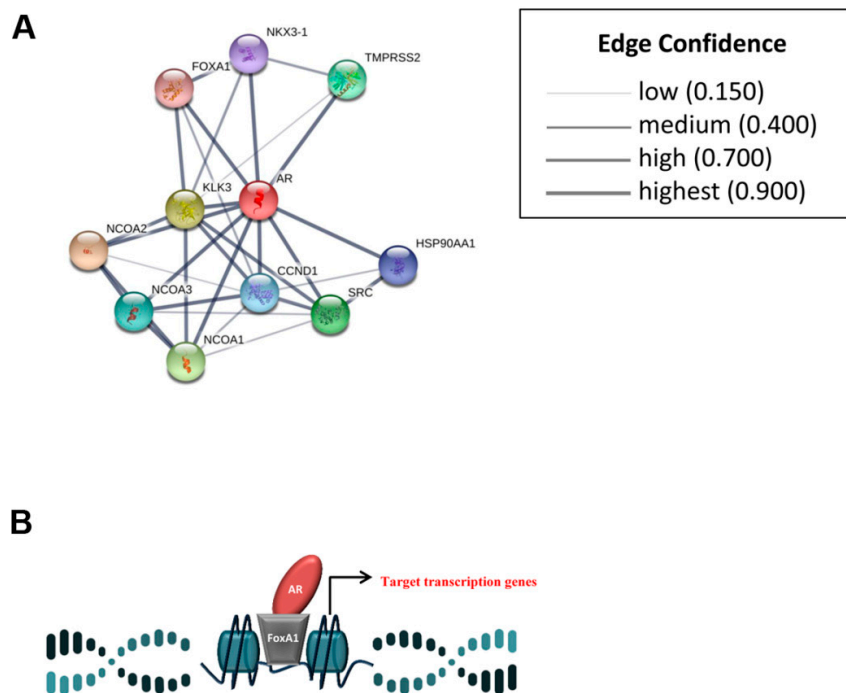 A
NKX3-1
TMPRSS2
FOXA1
KLK3
AR
NCOA2
HSP90AA1
CCND1
NCOA3
SRC
NCOA1
Edge Confidence
low (0.150)
medium (0.400)
high (0.700)
highest (0.900)
B
AR
Target transcription genes
FoxA1